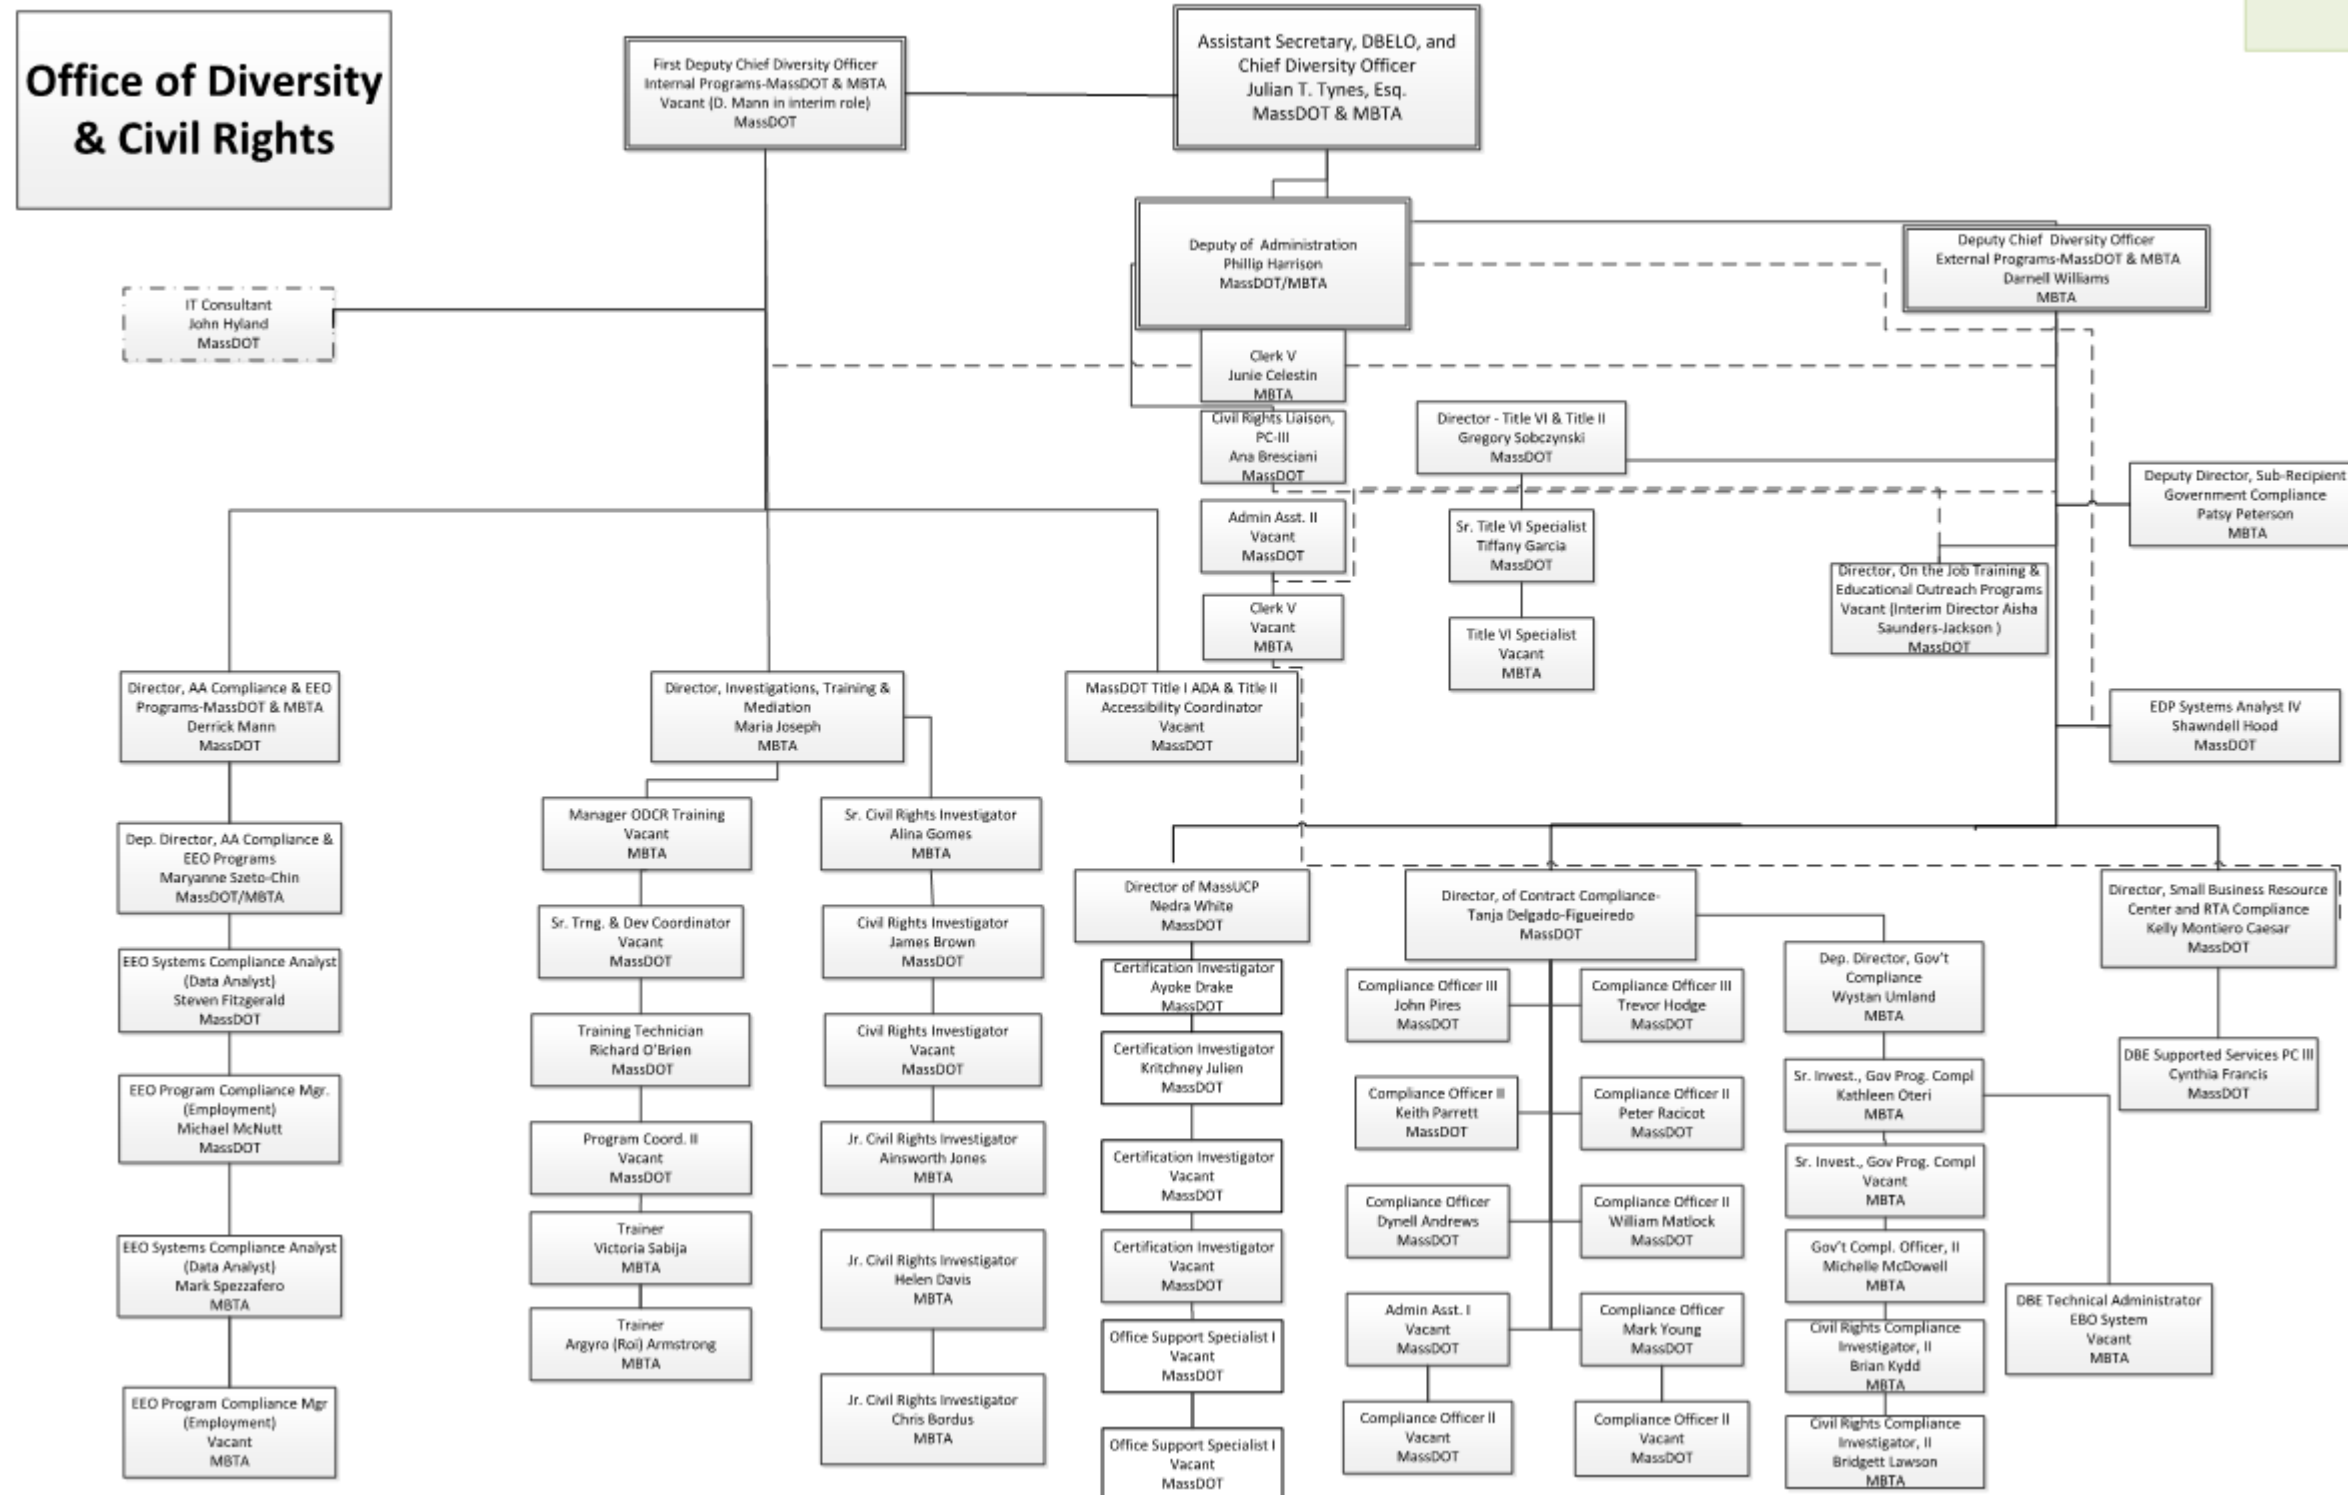 Office of Diversity
& Civil Rights
First Deputy Chief Diversity Officer
Internal Programs-MassDOT & MBTA
Vacant (D. Mann in interim role)
MassDOT
Assistant Secretary, DBELO, and
Chief Diversity Officer
Julian T. Tynes, Esq.
MassDOT & MBTA
Deputy of Administration
Phillip Harrison
MassDOT/MBTA
Deputy Chief Diversity Officer
External Programs-MassDOT & MBTA
Darnell Williams
MBTA
IT Consultant
John Hyland
MassDOT
Clerk V
Junie Celestin
MBTA
Civil Rights Liaison,
PC-III
Ana Bresciani
MassDOT
Admin Asst. II
Vacant
MassDOT
Clerk V
Vacant
MBTA
Director - Title VI & Title II
Gregory Sobczynski
MassDOT
Sr. Title VI Specialist
Tiffany Garcia
MassDOT
Title VI Specialist
Vacant
MBTA
Deputy Director, Sub-Recipient
Government Compliance
Patsy Peterson
MBTA
Director, On the Job Training &
Educational Outreach Programs
Vacant (Interim Director Aisha
Saunders-Jackson )
MassDOT
EDP Systems Analyst IV
Shawndell Hood
MassDOT
Director, AA Compliance & EEO
Programs-MassDOT & MBTA
Derrick Mann
MassDOT
Dep. Director, AA Compliance &
EEO Programs
Maryanne Szeto-Chin
MassDOT/MBTA
EEO Systems Compliance Analyst
(Data Analyst)
Steven Fitzgerald
MassDOT
EEO Program Compliance Mgr.
(Employment)
Michael McNutt
MassDOT
EEO Systems Compliance Analyst
(Data Analyst)
Mark Spezzafero
MBTA
EEO Program Compliance Mgr
(Employment)
Vacant
MBTA
Director, Investigations, Training &
Mediation
Maria Joseph
MBTA
Manager ODCR Training
Vacant
MBTA
Sr. Trng. & Dev Coordinator
Vacant
MassDOT
Training Technician
Richard O'Brien
MassDOT
Program Coord. II
Vacant
MassDOT
Trainer
Victoria Sabija
MBTA
Trainer
Argyro (Roi) Armstrong
MBTA
Sr. Civil Rights Investigator
Alina Gomes
MBTA
Civil Rights Investigator
James Brown
MassDOT
Civil Rights Investigator
Vacant
MassDOT
Jr. Civil Rights Investigator
Ainsworth Jones
MBTA
Jr. Civil Rights Investigator
Helen Davis
MBTA
Jr. Civil Rights Investigator
Chris Bordus
MBTA
MassDOT Title I ADA & Title II
Accessibility Coordinator
Vacant
MassDOT
Director of MassUCP
Nedra White
MassDOT
Certification Investigator
Ayoke Drake
MassDOT
Certification Investigator
Kritchney Julien
MassDOT
Certification Investigator
Vacant
MassDOT
Certification Investigator
Vacant
MassDOT
Office Support Specialist I
Vacant
MassDOT
Office Support Specialist I
Vacant
MassDOT
Director, of Contract Compliance-
Tanja Delgado-Figueiredo
MassDOT
Compliance Officer III
John Pires
MassDOT
Compliance Officer III
Trevor Hodge
MassDOT
Compliance Officer II
Keith Parrett
MassDOT
Compliance Officer II
Peter Racicot
MassDOT
Compliance Officer
Dynell Andrews
MassDOT
Compliance Officer II
William Matlock
MassDOT
Admin Asst. I
Vacant
MassDOT
Compliance Officer
Mark Young
MassDOT
Compliance Officer II
Vacant
MassDOT
Compliance Officer II
Vacant
MassDOT
Dep. Director, Gov't
Compliance
Wystan Umland
MBTA
Sr. Invest., Gov Prog. Compl
Kathleen Oteri
MBTA
Sr. Invest., Gov Prog. Compl
Vacant
MBTA
Gov't Compl. Officer, II
Michelle McDowell
MBTA
Civil Rights Compliance
Investigator, II
Brian Kydd
MBTA
Civil Rights Compliance
Investigator, II
Bridgett Lawson
MBTA
Director, Small Business Resource
Center and RTA Compliance
Kelly Montiero Caesar
MassDOT
DBE Supported Services PC III
Cynthia Francis
MassDOT
DBE Technical Administrator
EBO System
Vacant
MBTA